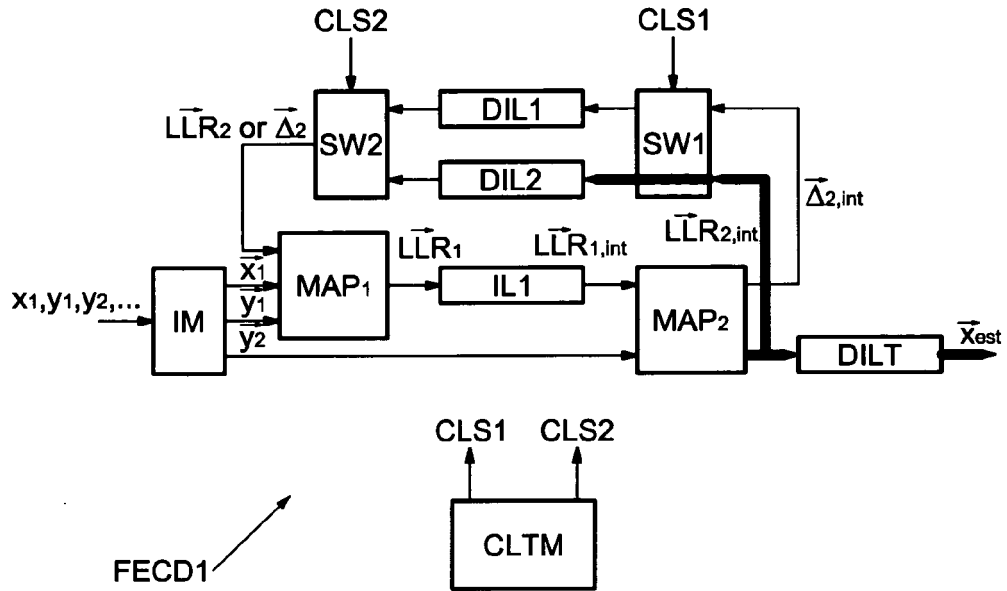 CLS2
CLS1
LLR2 or Δ2
SW2
DIL1
SW1
DIL2
Δ2,int
LLR2,int
LLR1
LLR1,int
x1
MAP1
IL1
x1,y1,y2,...
IM
y1
MAP2
y2
xest
DILT
CLS1
CLS2
CLTM
FECD1